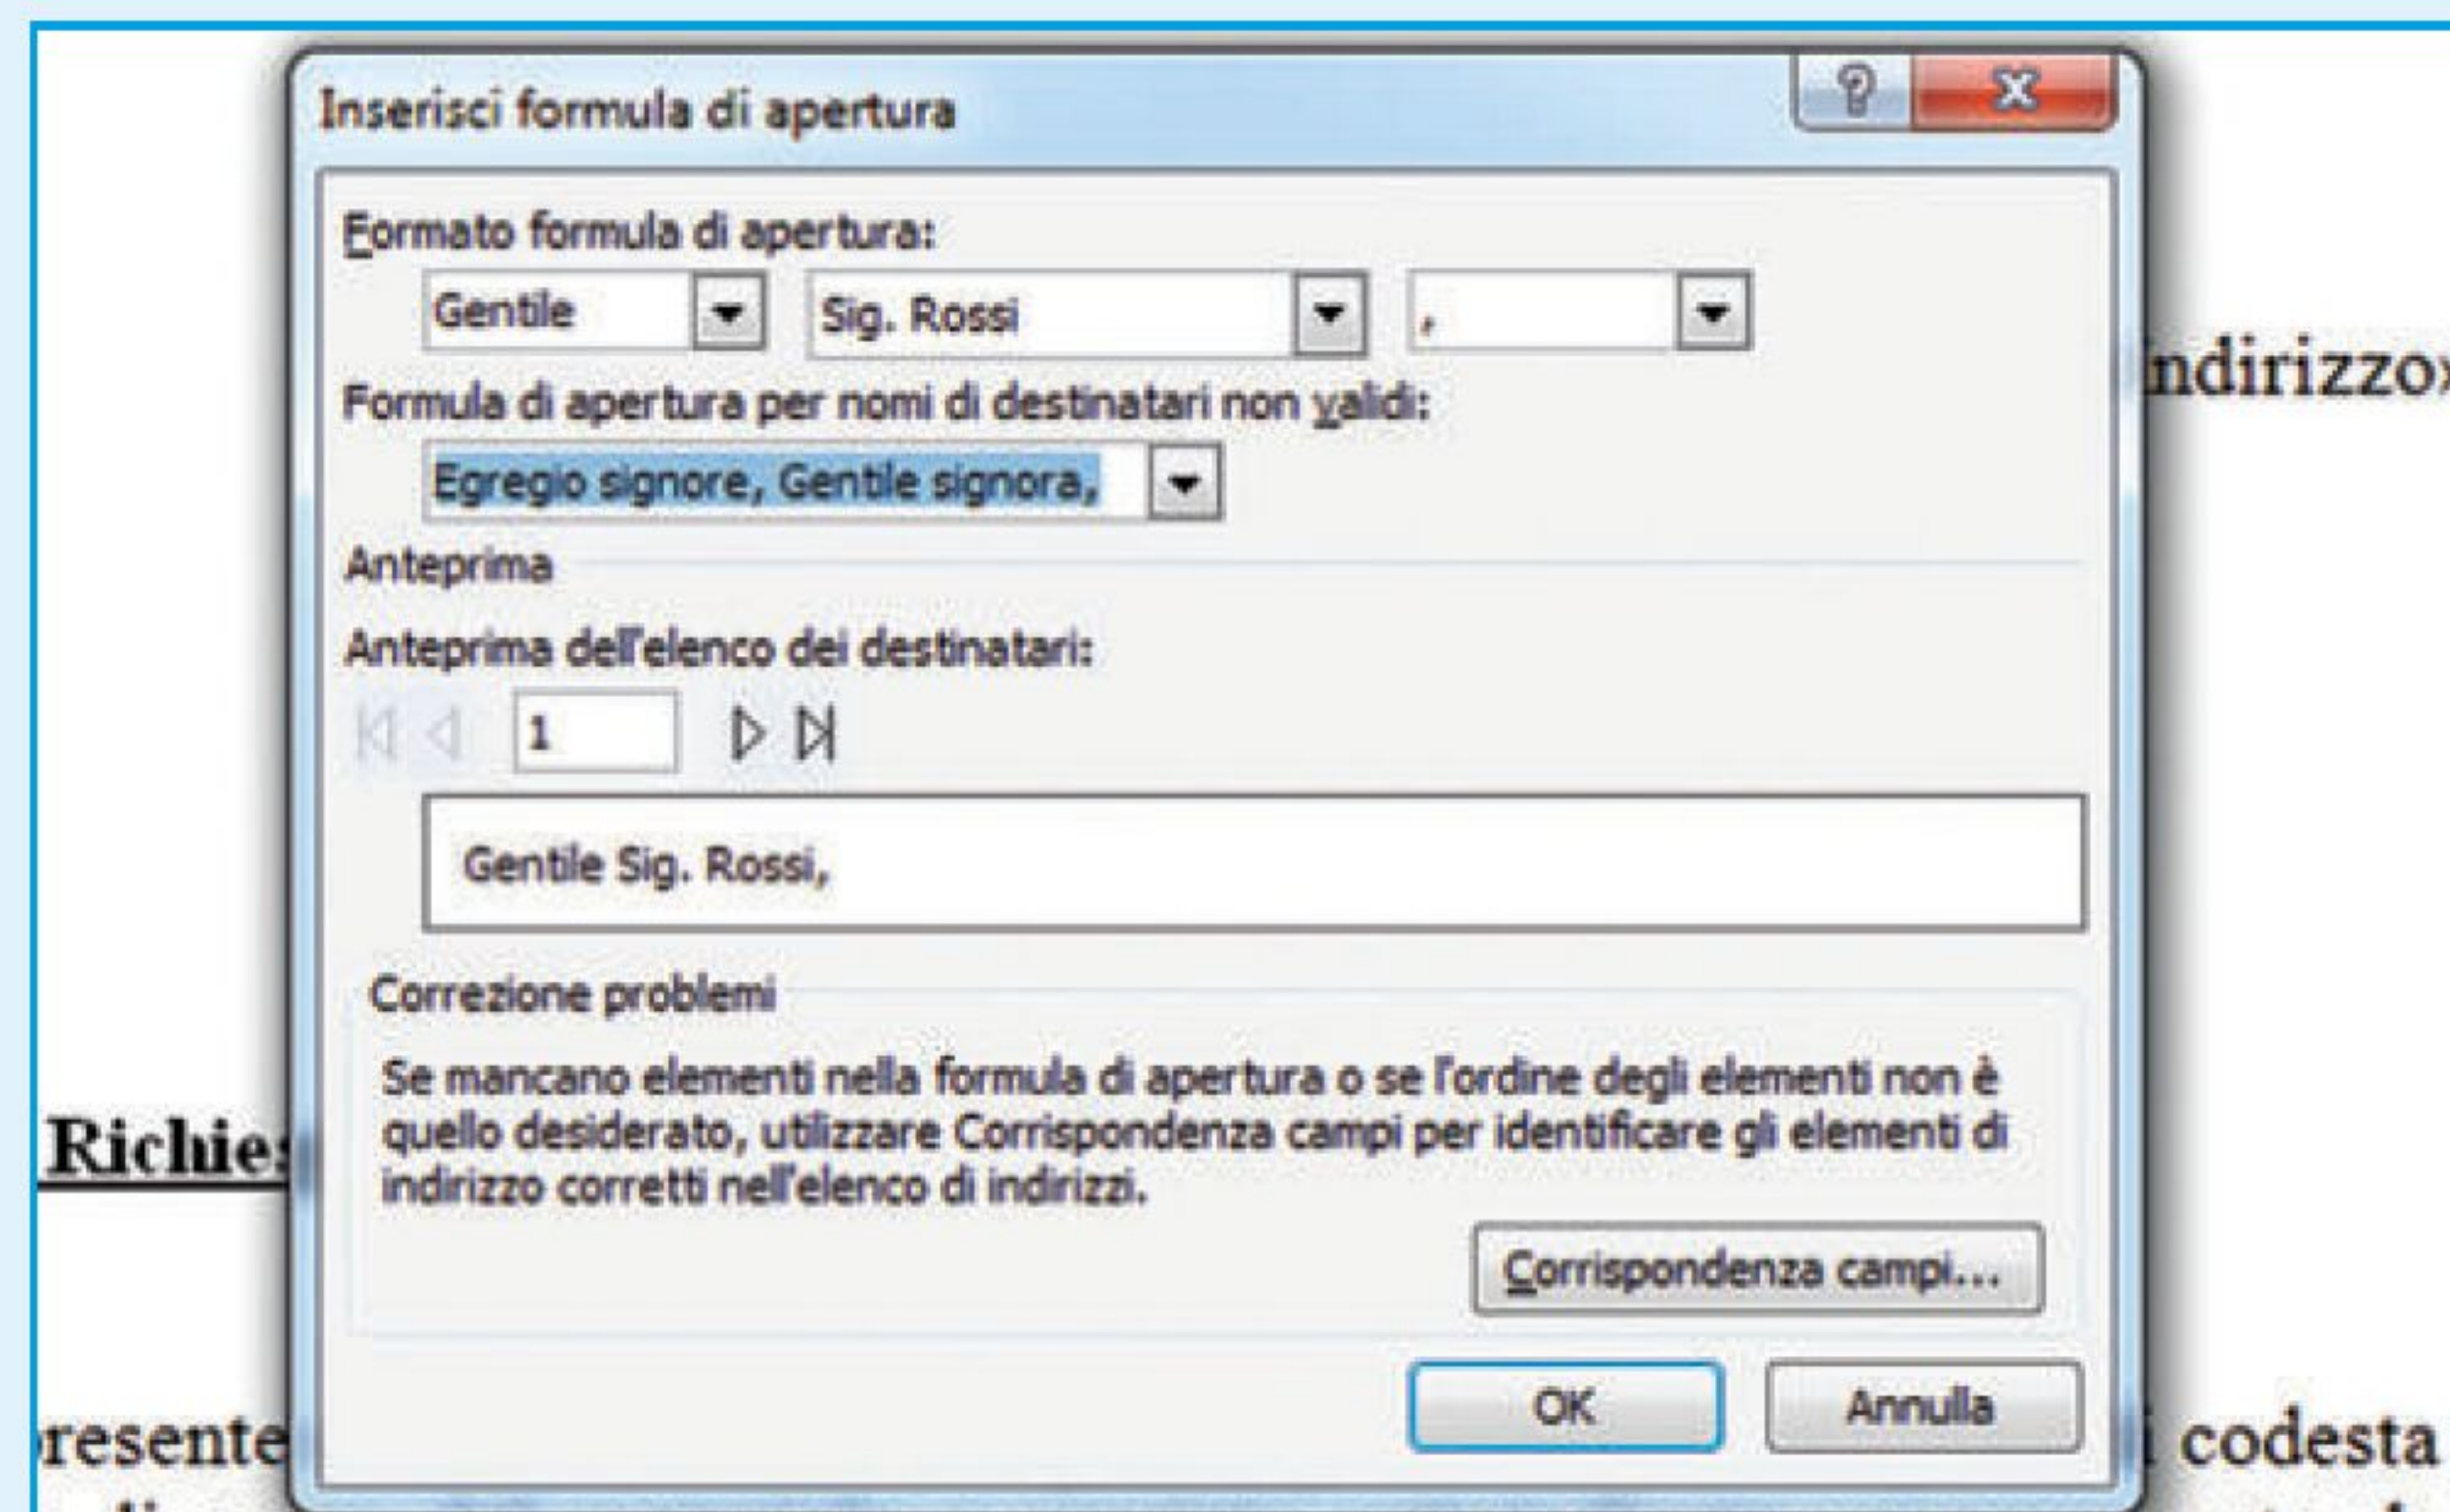 Inserisci formula di apertura
Formato formula di apertura:
Gentile Sig. Rossi ,
Formula di apertura per nomi di destinatari non validi:
Egregio signore, Gentile signora,
Anteprima
Anteprima dell'elenco dei destinatari:
1
Gentile Sig. Rossi,
Correzione problemi
Se mancano elementi nella formula di apertura o se l'ordine degli elementi non è
quello desiderato, utilizzare Corrispondenza campi per identificare gli elementi di
indirizzo corretti nell'elenco di indirizzi.
Corrispondenza campi...
OK Annulla
ndirizzo»
Richies
presente
i codesta